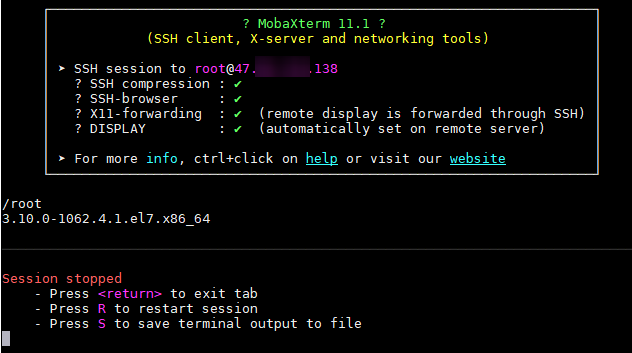 ? MobaXterm 11.1 ?
(SSH client, X-server and networking tools)
➤ SSH session to root@47. .138
? SSH compression : ✔
? SSH-browser : ✔
? X11-forwarding : ✔ (remote display is forwarded through SSH)
? DISPLAY : ✔ (automatically set on remote server)
➤ For more info, ctrl+click on help or visit our website
/root
3.10.0-1062.4.1.el7.x86_64
Session stopped
- Press <return> to exit tab
- Press R to restart session
- Press S to save terminal output to file